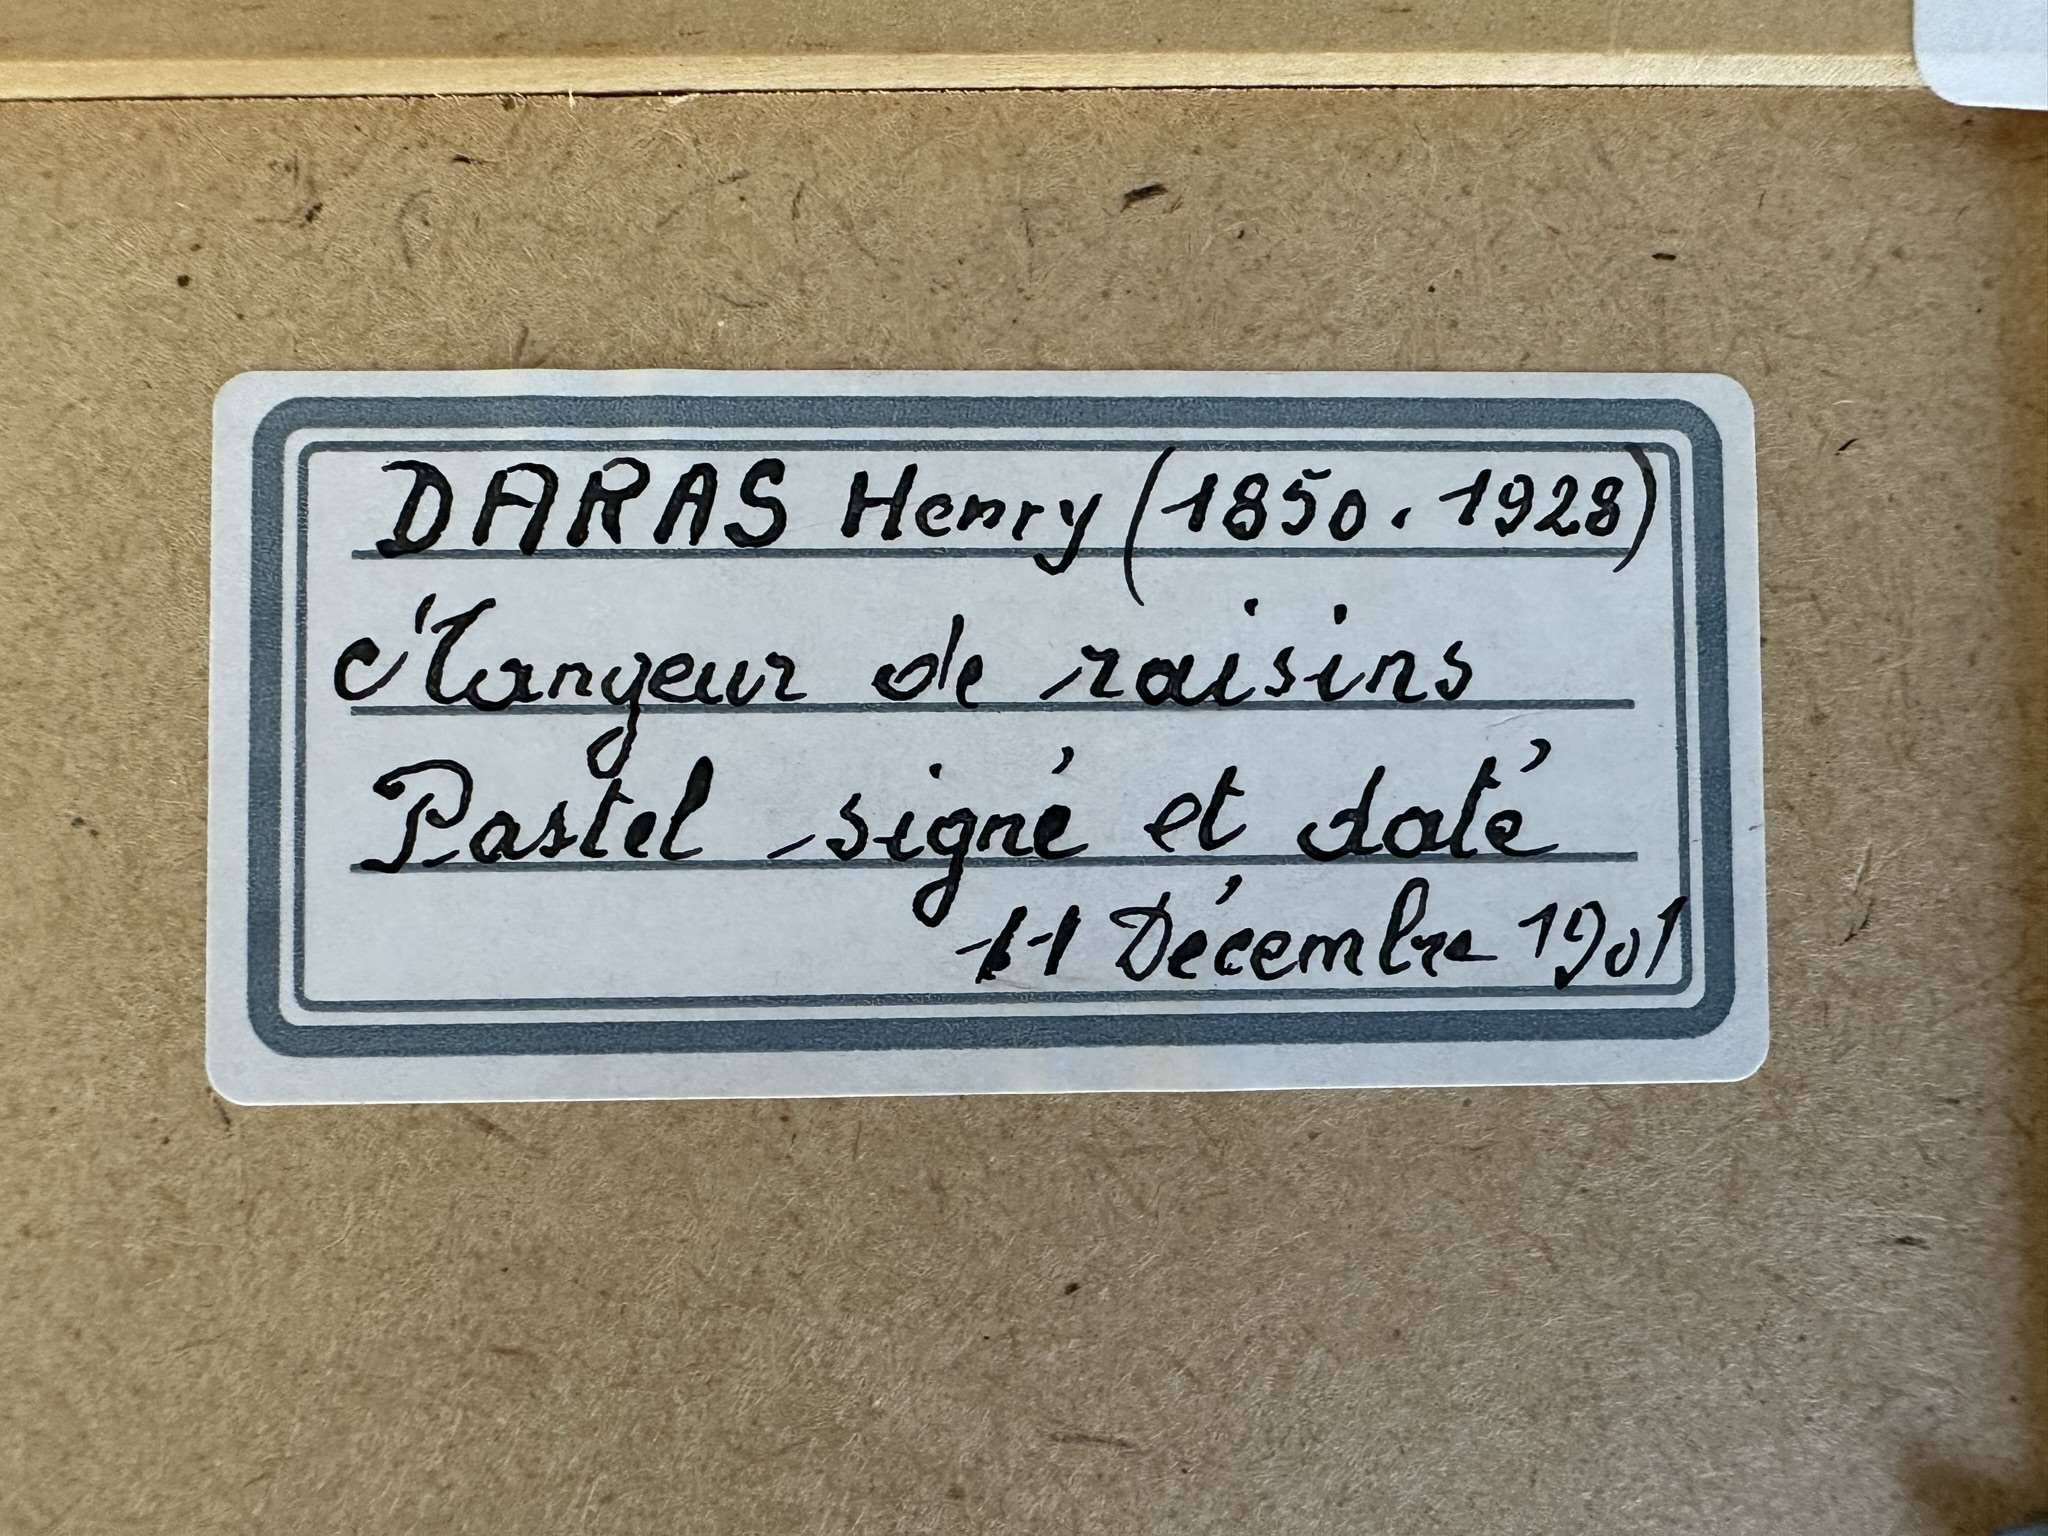 DARAS Henry (1850. 1928)
Mangeur de raisins
Pastel signé et daté
11 Décembre 1901